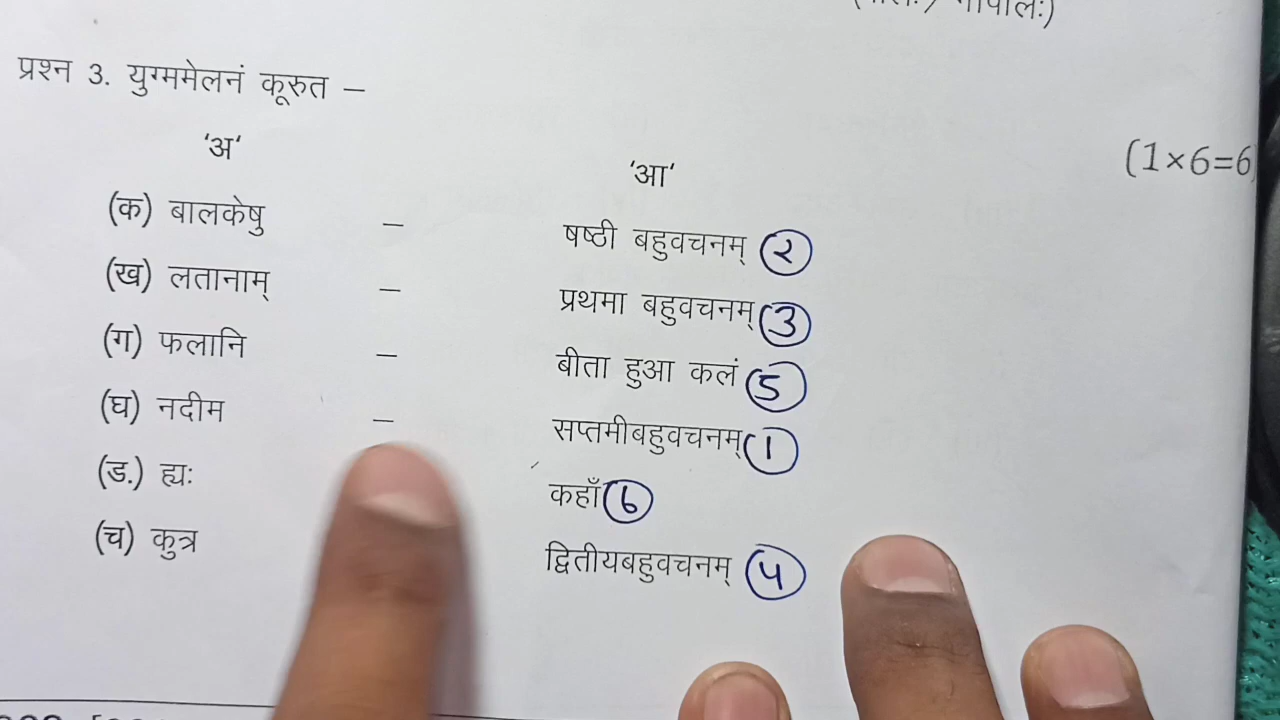 गोपालः)
प्रश्न 3. युग्ममेलनं कूरुत –
(1×6=6
'अ' 'आ'
(क) बालकेषु – षष्ठी बहुवचनम् २
(ख) लतानाम् – प्रथमा बहुवचनम् 3
(ग) फलानि – बीता हुआ कलं 5
(घ) नदीम – सप्तमीबहुवचनम् 1
(ड.) ह्यः कहाँ 6
(च) कुत्र द्वितीयबहुवचनम् 4